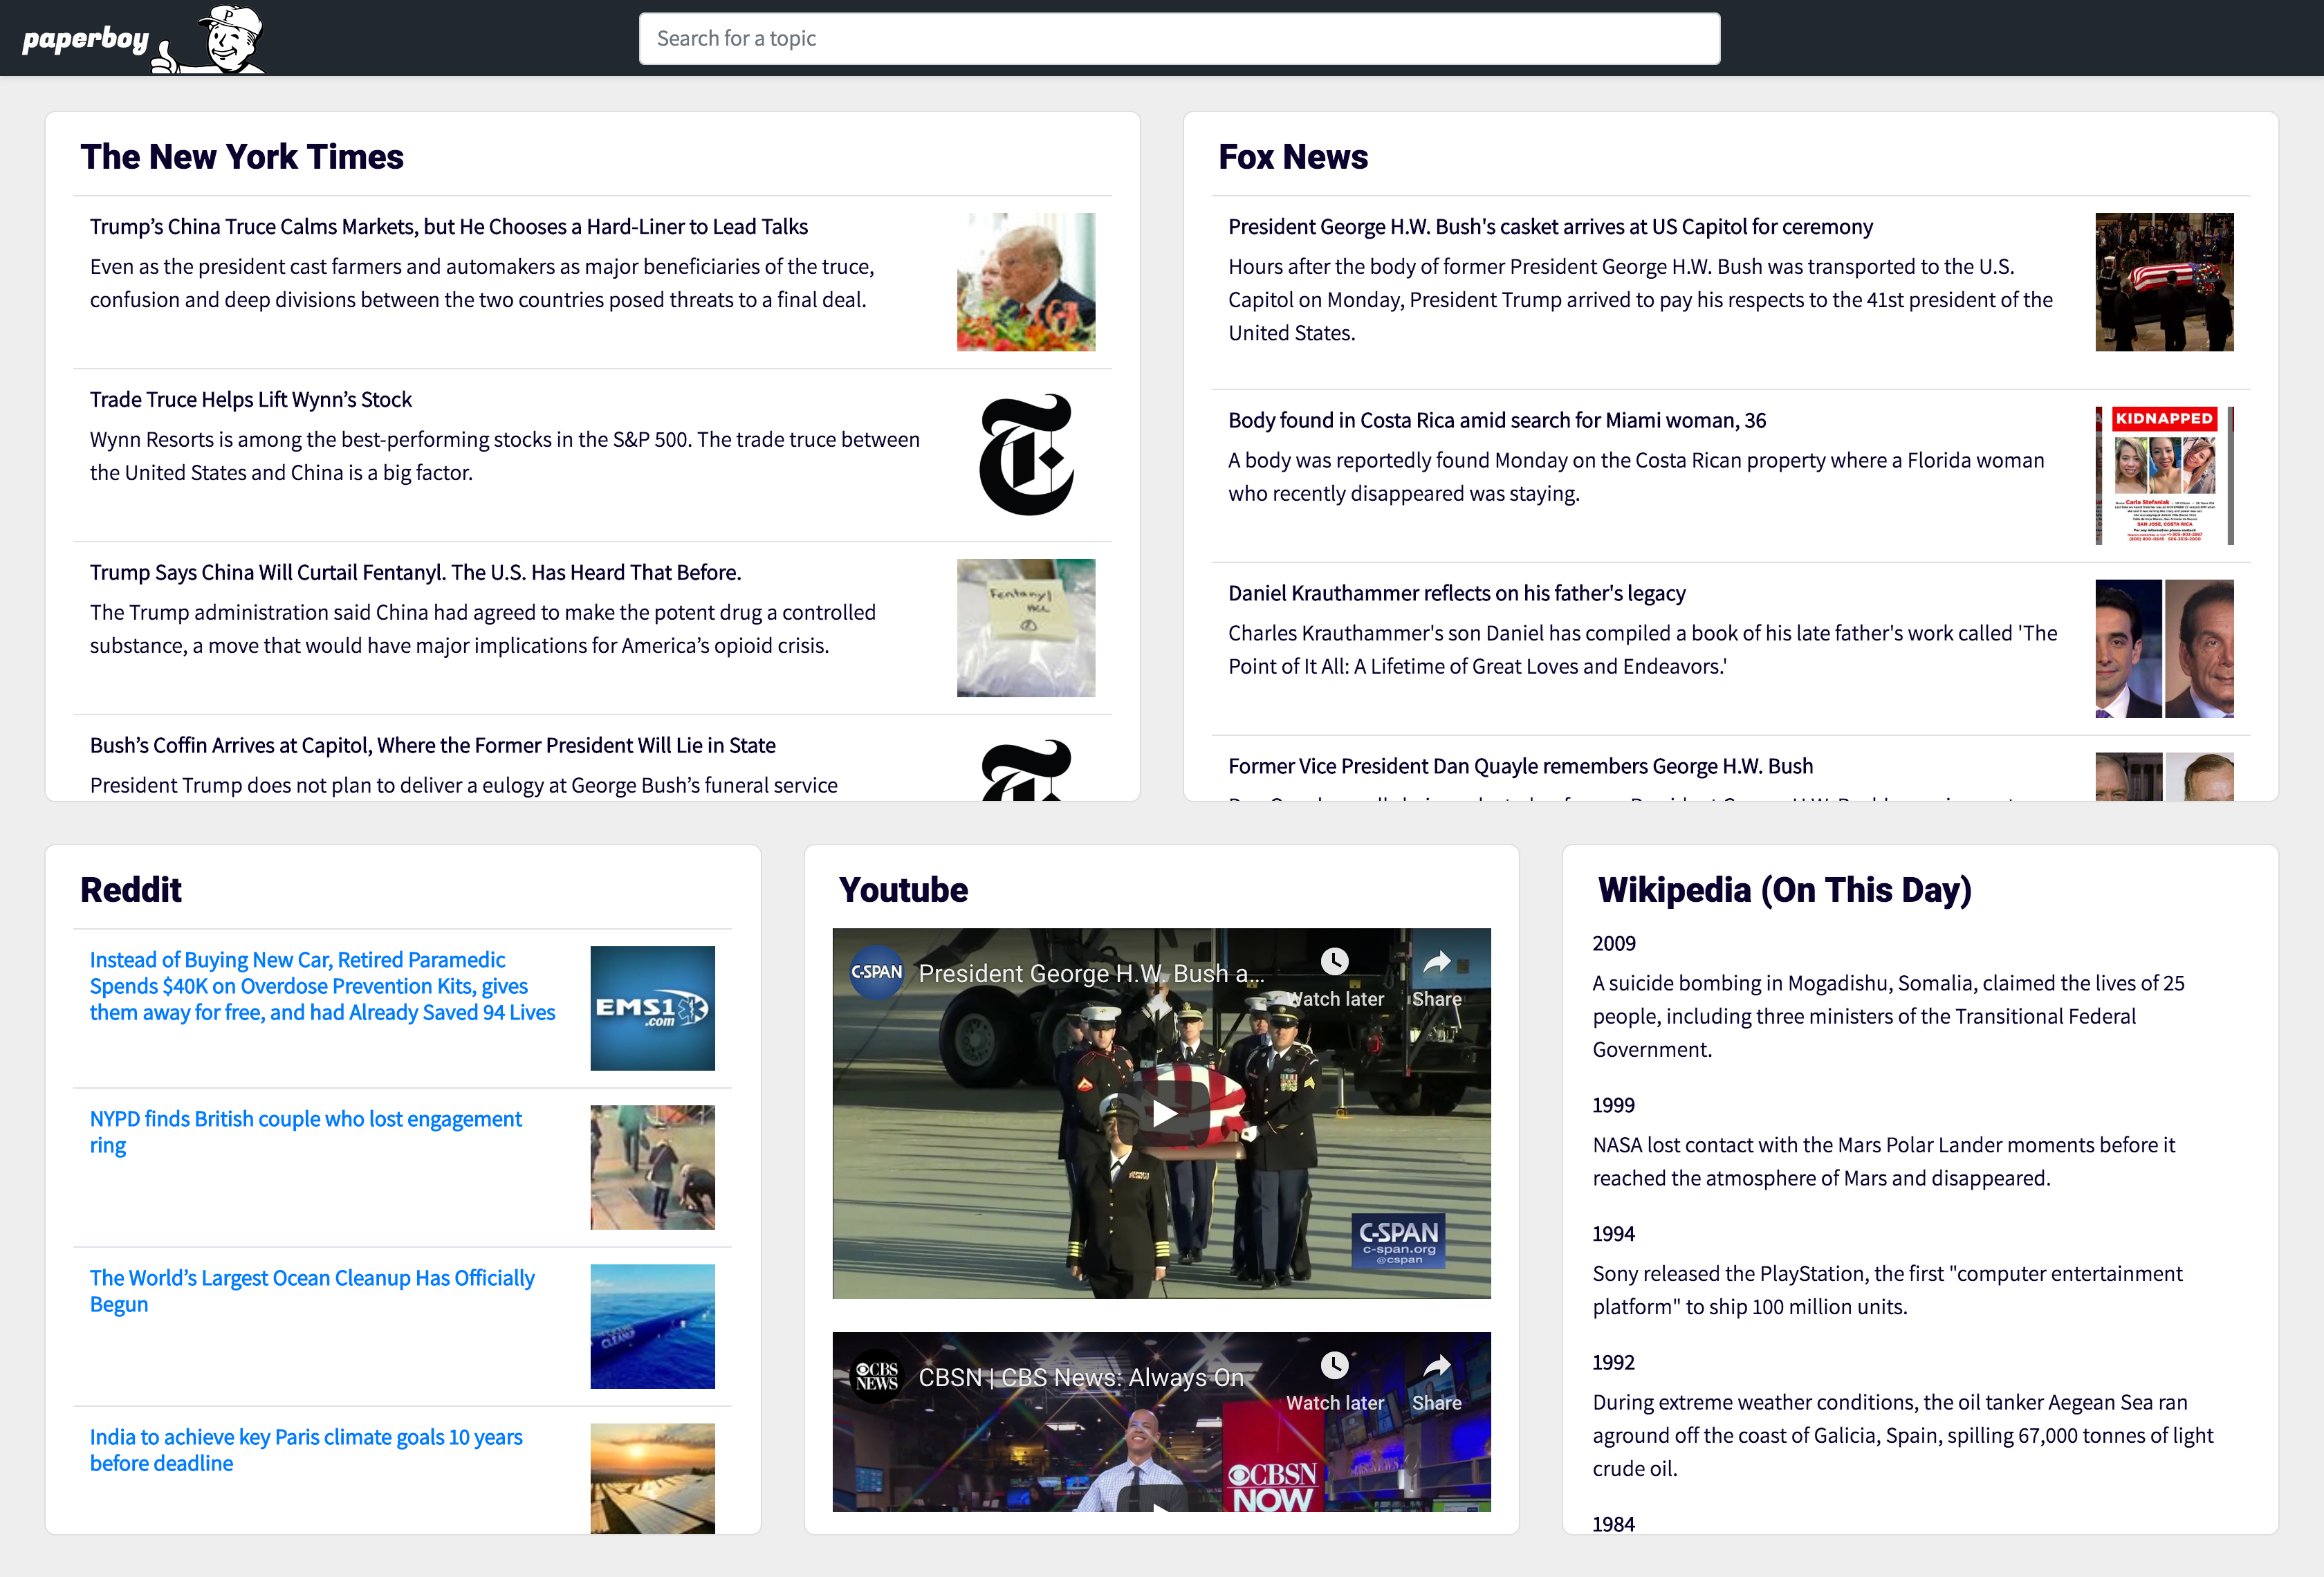 paperboy
P
Search for a topic
The New York Times
Trump’s China Truce Calms Markets, but He Chooses a Hard-Liner to Lead Talks
Even as the president cast farmers and automakers as major beneficiaries of the truce,
confusion and deep divisions between the two countries posed threats to a final deal.
Trade Truce Helps Lift Wynn’s Stock
Wynn Resorts is among the best-performing stocks in the S&P 500. The trade truce between
the United States and China is a big factor.
Trump Says China Will Curtail Fentanyl. The U.S. Has Heard That Before.
The Trump administration said China had agreed to make the potent drug a controlled
substance, a move that would have major implications for America’s opioid crisis.
Fentanyl
HCL
Bush’s Coffin Arrives at Capitol, Where the Former President Will Lie in State
President Trump does not plan to deliver a eulogy at George Bush’s funeral service
Fox News
President George H.W. Bush's casket arrives at US Capitol for ceremony
Hours after the body of former President George H.W. Bush was transported to the U.S.
Capitol on Monday, President Trump arrived to pay his respects to the 41st president of the
United States.
Body found in Costa Rica amid search for Miami woman, 36
A body was reportedly found Monday on the Costa Rican property where a Florida woman
who recently disappeared was staying.
KIDNAPPED
Carla Stefaniak
SAN JOSE, COSTA RICA
Daniel Krauthammer reflects on his father's legacy
Charles Krauthammer's son Daniel has compiled a book of his late father's work called 'The
Point of It All: A Lifetime of Great Loves and Endeavors.'
Former Vice President Dan Quayle remembers George H.W. Bush
Reddit
Instead of Buying New Car, Retired Paramedic
Spends $40K on Overdose Prevention Kits, gives
them away for free, and had Already Saved 94 Lives
EMS1
.com
NYPD finds British couple who lost engagement
ring
The World’s Largest Ocean Cleanup Has Officially
Begun
CLEANUP
India to achieve key Paris climate goals 10 years
before deadline
Youtube
C-SPAN
President George H.W. Bush a...
Watch later
Share
C-SPAN
c-span.org
@cspan
CBS
NEWS
CBSN | CBS News: Always On
Watch later
Share
CBSN
NOW
Wikipedia (On This Day)
2009
A suicide bombing in Mogadishu, Somalia, claimed the lives of 25
people, including three ministers of the Transitional Federal
Government.
1999
NASA lost contact with the Mars Polar Lander moments before it
reached the atmosphere of Mars and disappeared.
1994
Sony released the PlayStation, the first "computer entertainment
platform" to ship 100 million units.
1992
During extreme weather conditions, the oil tanker Aegean Sea ran
aground off the coast of Galicia, Spain, spilling 67,000 tonnes of light
crude oil.
1984